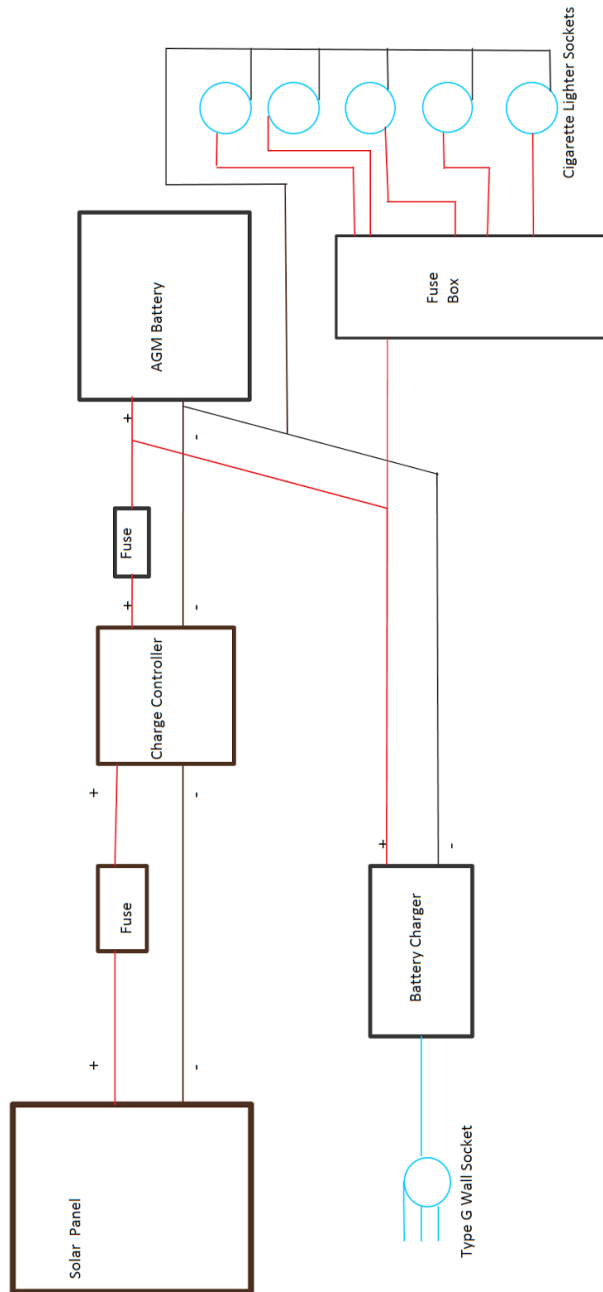 Solar Panel
+
-
Fuse
+
-
Charge Controller
+
-
Fuse
+
-
AGM Battery
Type G Wall Socket
Battery Charger
+
-
Fuse
Box
Cigarette Lighter Sockets